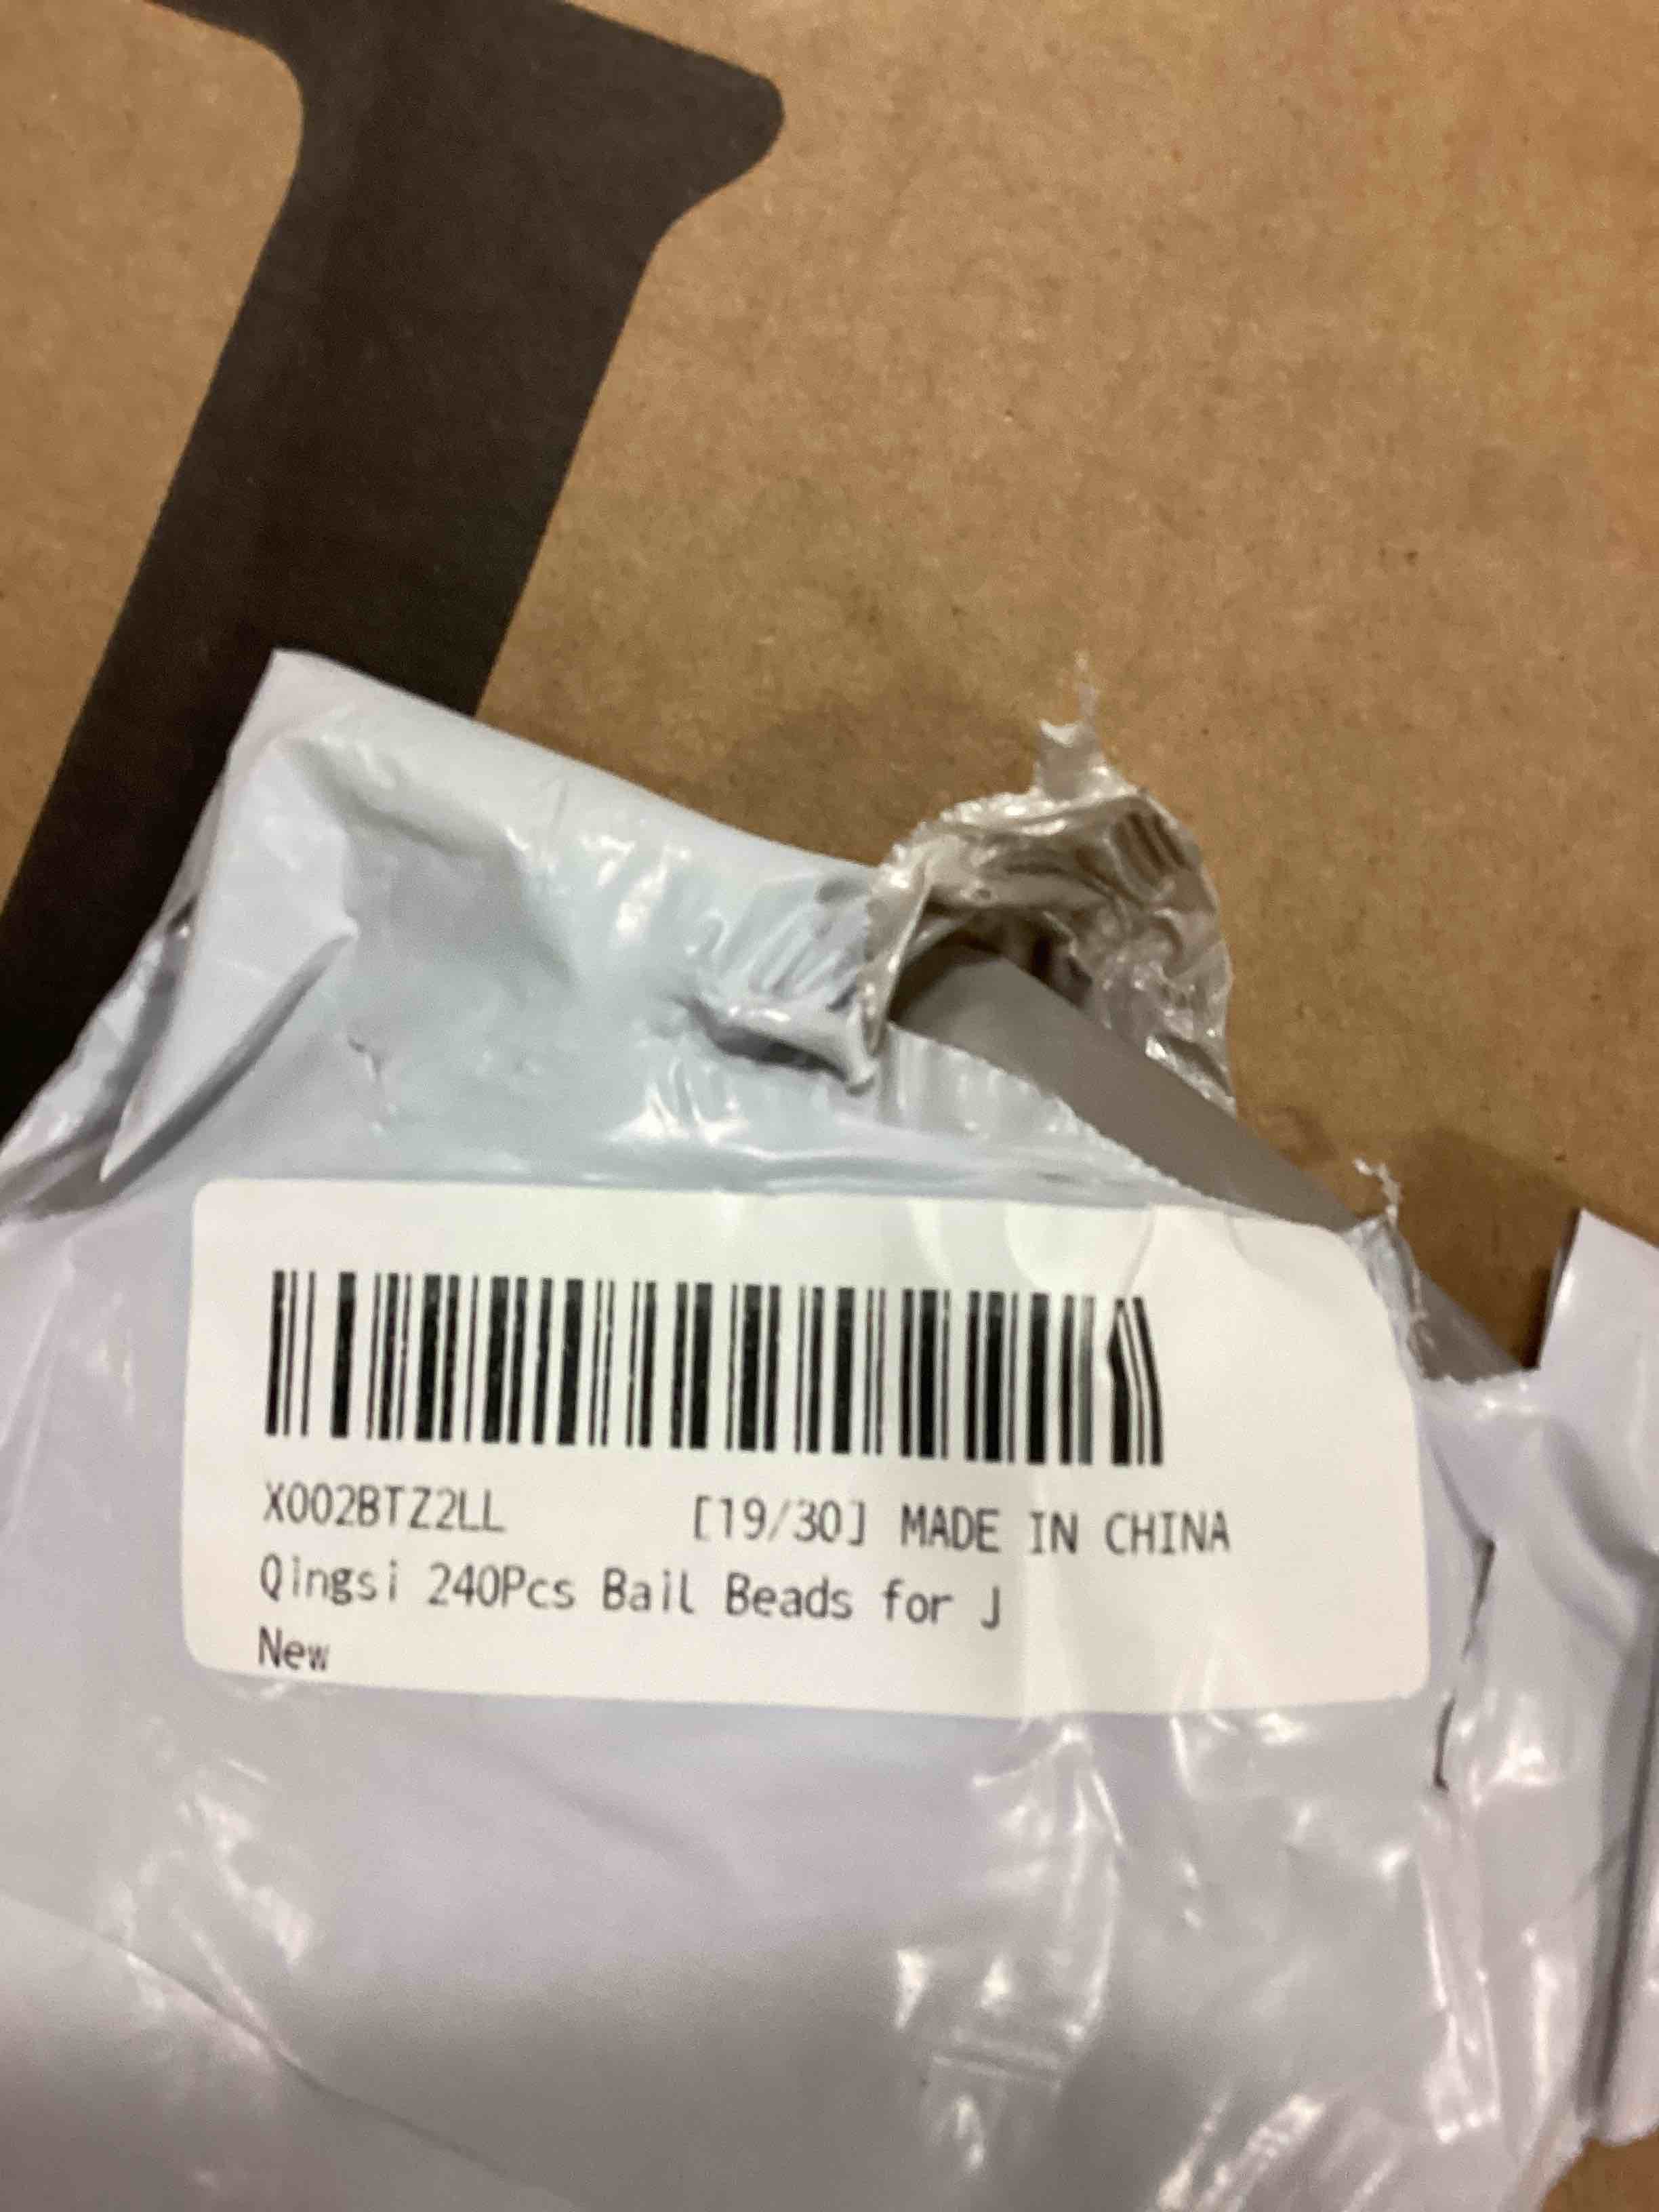 X002BTZ2LL [19/30] MADE IN CHINA
Qingsi 240Pcs Bail Beads for J
New